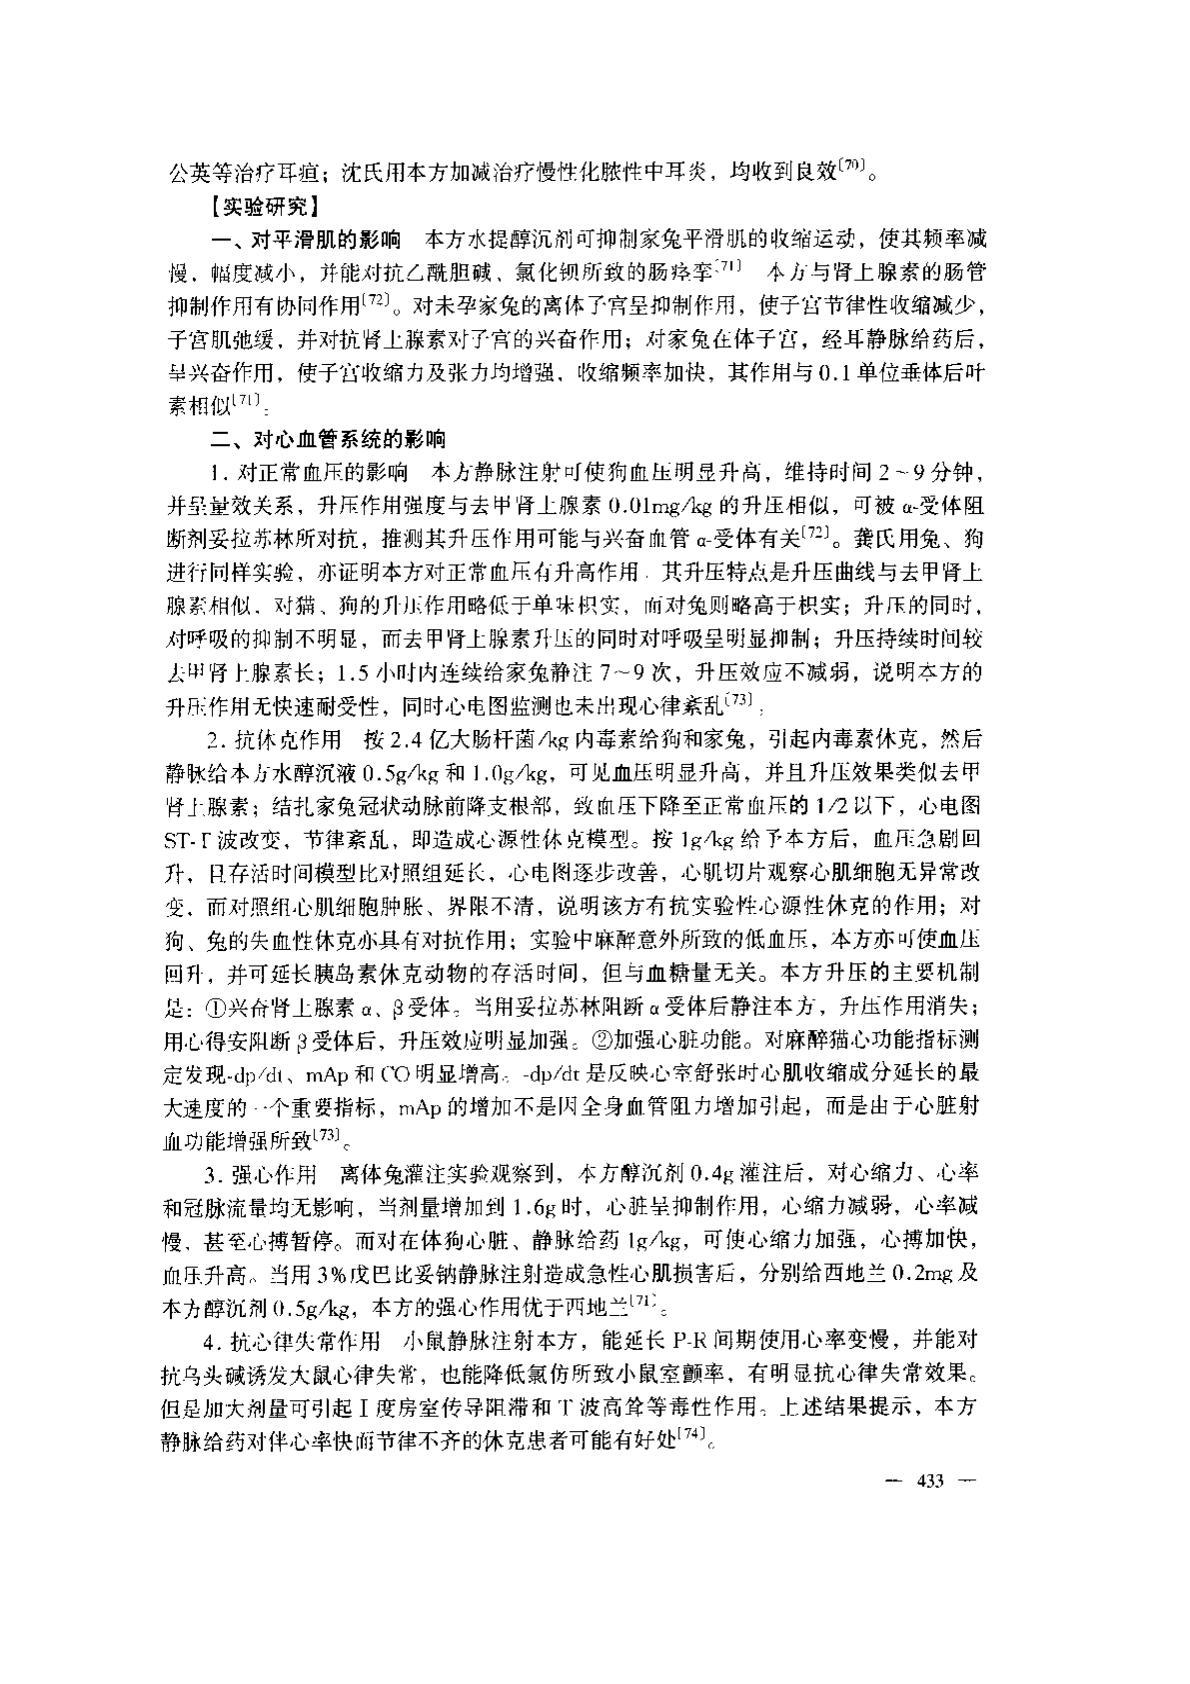 公英等治疗耳疽；沈氏用本方加减治疗慢性化脓性中耳炎，均收到良效〔70〕。
【实验研究】
一、对平滑肌的影响　本方水提醇沉剂可抑制家兔平滑肌的收缩运动，使其频率减
慢，幅度减小，并能对抗乙酰胆碱、氯化钡所致的肠痉挛〔71〕　本方与肾上腺素的肠管
抑制作用有协同作用〔72〕。对未孕家兔的离体子宫呈抑制作用，使子宫节律性收缩减少，
子宫肌弛缓，并对抗肾上腺素对子宫的兴奋作用；对家兔在体子宫，经耳静脉给药后，
呈兴奋作用，使子宫收缩力及张力均增强，收缩频率加快，其作用与0.1单位垂体后叶
素相似〔71〕。
二、对心血管系统的影响
1. 对正常血压的影响　本方静脉注射可使狗血压明显升高，维持时间2～9分钟，
并呈量效关系，升压作用强度与去甲肾上腺素0.01mg/kg的升压相似，可被α-受体阻
断剂妥拉苏林所对抗，推测其升压作用可能与兴奋血管α-受体有关〔72〕。龚氏用兔、狗
进行同样实验，亦证明本方对正常血压有升高作用．其升压特点是升压曲线与去甲肾上
腺素相似，对猫、狗的升压作用略低于单味枳实，而对兔则略高于枳实；升压的同时，
对呼吸的抑制不明显，而去甲肾上腺素升压的同时对呼吸呈明显抑制；升压持续时间较
去甲肾上腺素长；1.5小时内连续给家兔静注7～9次，升压效应不减弱，说明本方的
升压作用无快速耐受性，同时心电图监测也未出现心律紊乱〔73〕。
2. 抗休克作用　按2.4亿大肠杆菌/kg内毒素给狗和家兔，引起内毒素休克，然后
静脉给本方水醇沉液0.5g/kg和1.0g/kg，可见血压明显升高，并且升压效果类似去甲
肾上腺素；结扎家兔冠状动脉前降支根部，致血压下降至正常血压的1/2以下，心电图
ST-T波改变，节律紊乱，即造成心源性休克模型。按1g/kg给予本方后，血压急剧回
升，且存活时间模型比对照组延长，心电图逐步改善，心肌切片观察心肌细胞无异常改
变，而对照组心肌细胞肿胀、界限不清，说明该方有抗实验性心源性休克的作用；对
狗、兔的失血性休克亦具有对抗作用；实验中麻醉意外所致的低血压，本方亦可使血压
回升，并可延长胰岛素休克动物的存活时间，但与血糖量无关。本方升压的主要机制
是：①兴奋肾上腺素α、β受体。当用妥拉苏林阻断α受体后静注本方，升压作用消失；
用心得安阻断β受体后，升压效应明显加强。②加强心脏功能。对麻醉猫心功能指标测
定发现-dp/dt、mAp和CO明显增高。-dp/dt是反映心室舒张时心肌收缩成分延长的最
大速度的一个重要指标，mAp的增加不是因全身血管阻力增加引起，而是由于心脏射
血功能增强所致〔73〕。
3. 强心作用　离体兔灌注实验观察到，本方醇沉剂0.4g灌注后，对心缩力、心率
和冠脉流量均无影响，当剂量增加到1.6g时，心脏呈抑制作用，心缩力减弱，心率减
慢，甚至心搏暂停。而对在体狗心脏、静脉给药1g/kg，可使心缩力加强，心搏加快，
血压升高。当用3%戊巴比妥钠静脉注射造成急性心肌损害后，分别给西地兰0.2mg及
本方醇沉剂0.5g/kg，本方的强心作用优于西地兰〔71〕。
4. 抗心律失常作用　小鼠静脉注射本方，能延长P-R间期使用心率变慢，并能对
抗乌头碱诱发大鼠心律失常，也能降低氯仿所致小鼠室颤率，有明显抗心律失常效果。
但是加大剂量可引起Ⅰ度房室传导阻滞和T波高耸等毒性作用。上述结果提示，本方
静脉给药对伴心率快而节律不齐的休克患者可能有好处〔74〕。
— 433 —